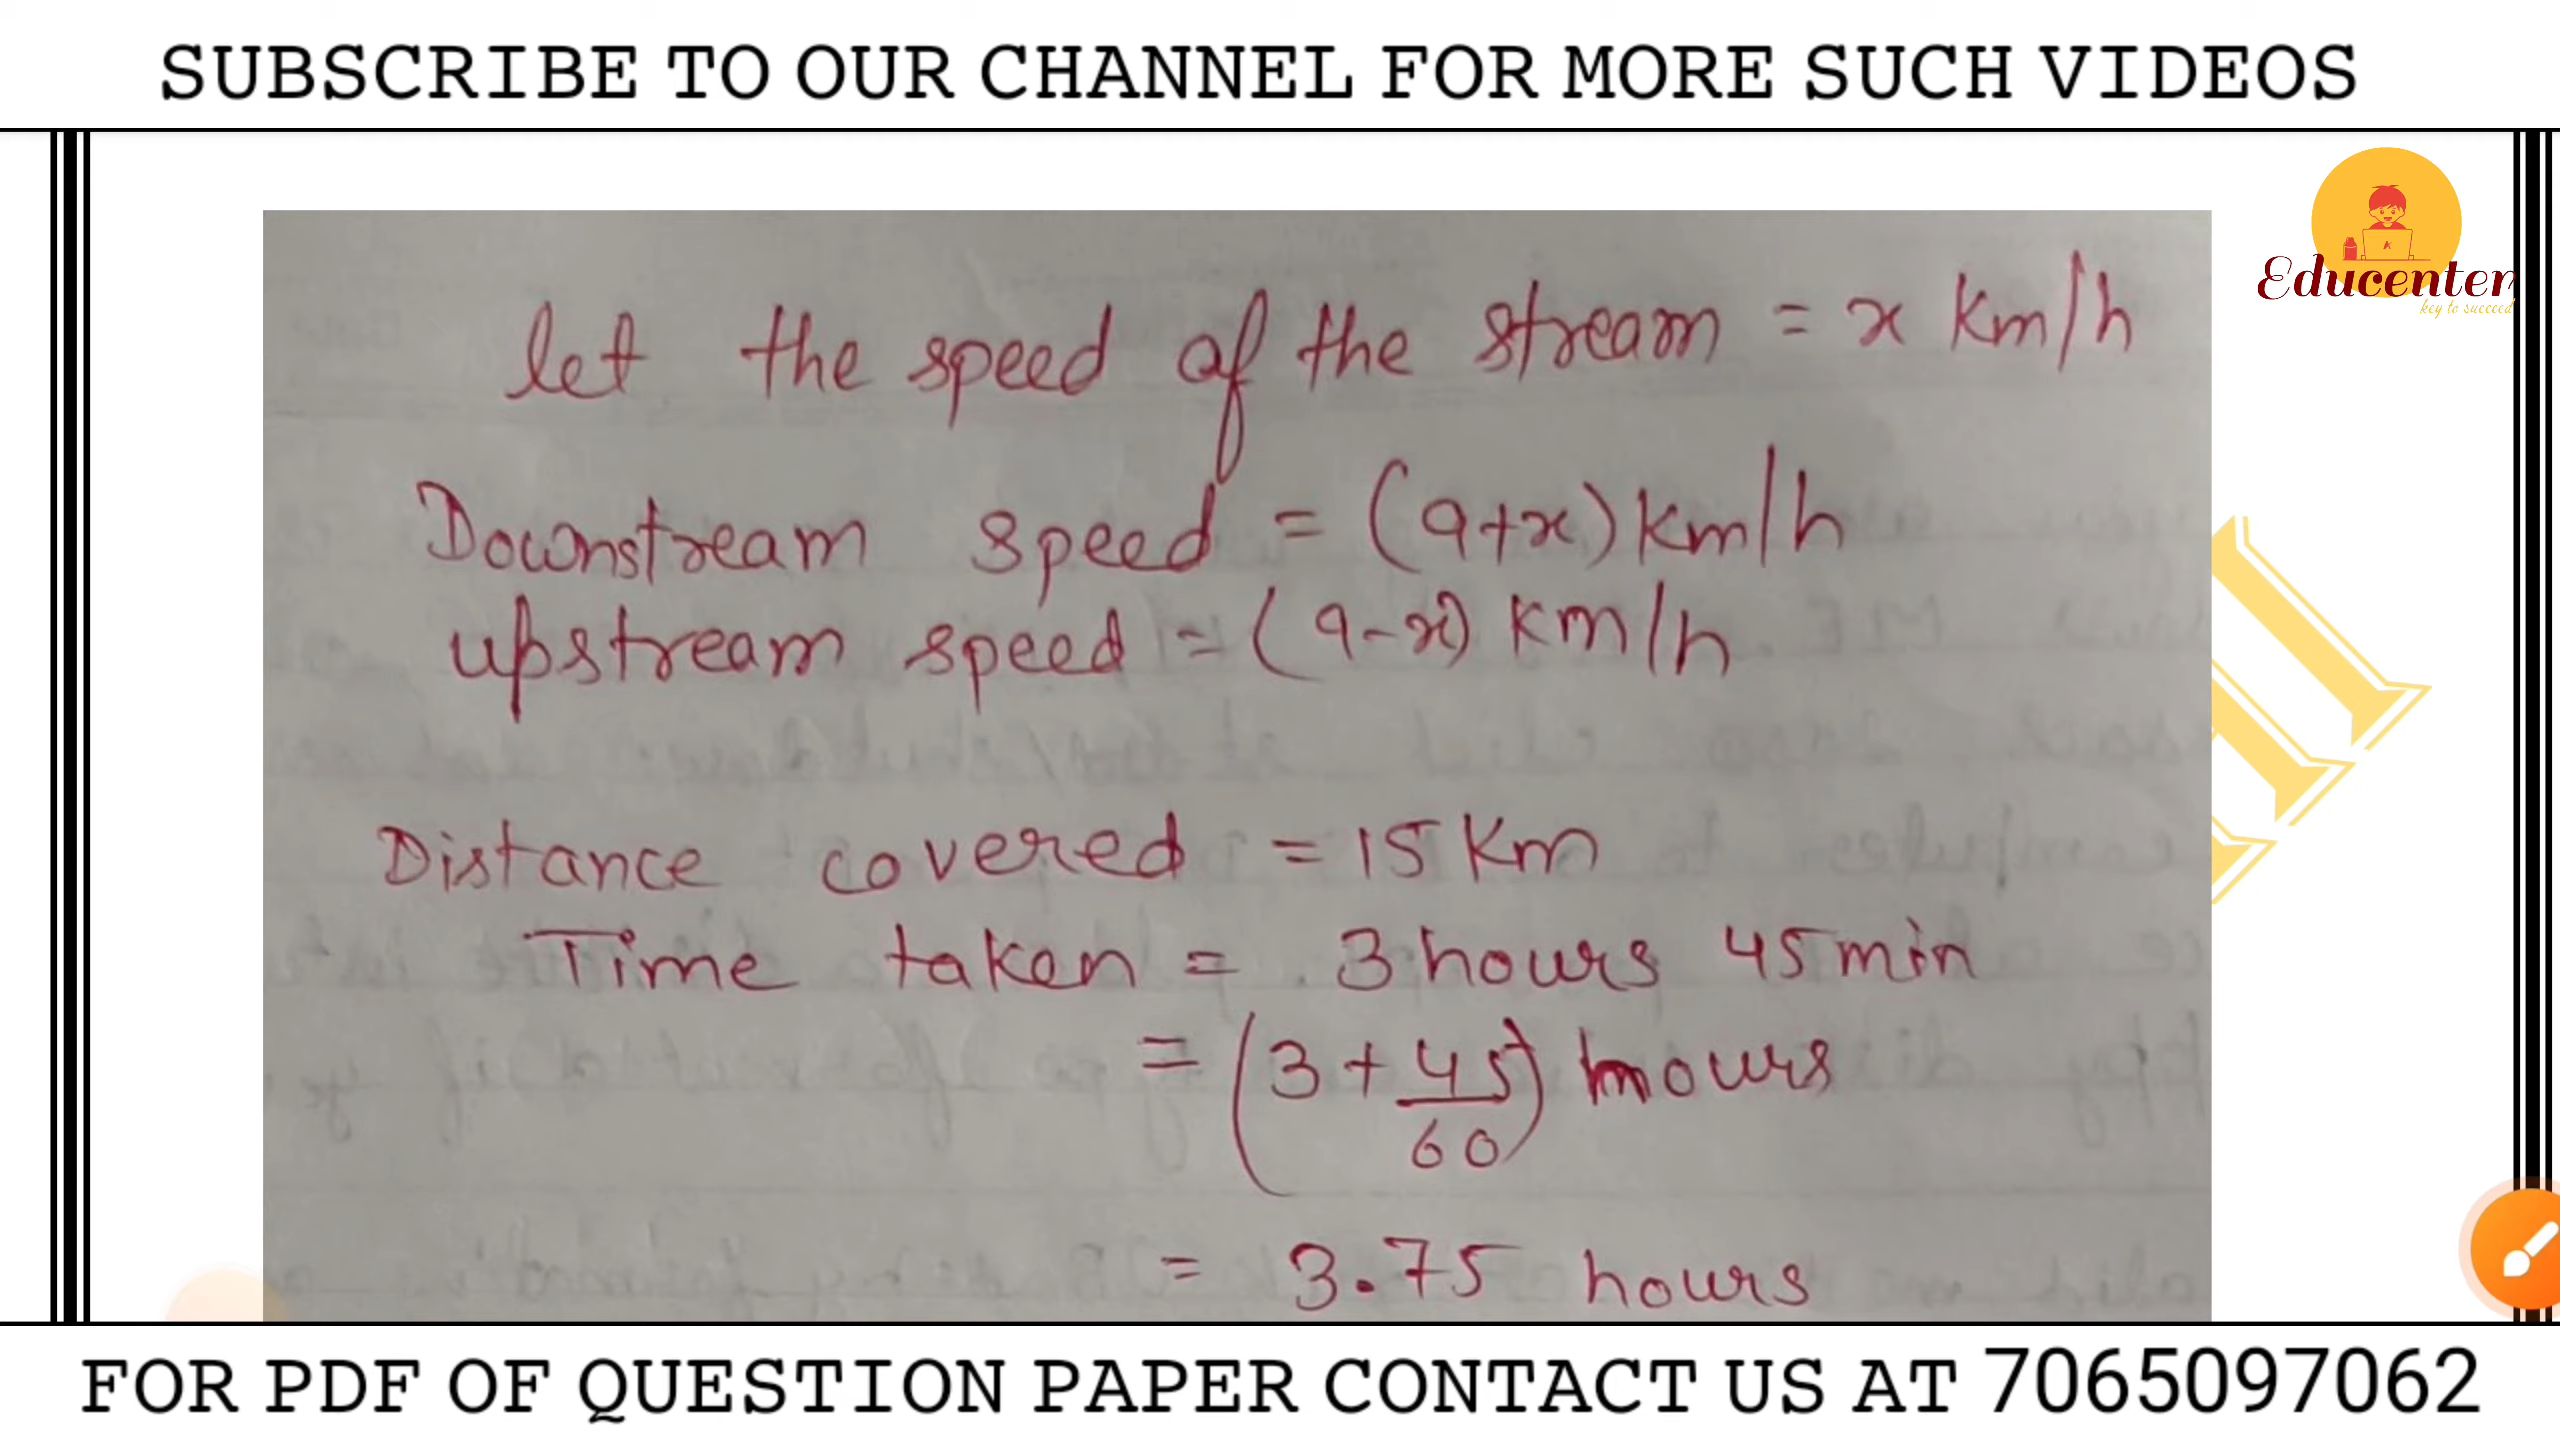 SUBSCRIBE TO OUR CHANNEL FOR MORE SUCH VIDEOS
Educenter
key to succeed
let the speed of the stream = x Km/h
Downstream speed = (9+x) Km/h
upstream speed = (9-x) Km/h
Distance covered = 15 Km
Time taken = 3 hours 45 min
= (3 + 45/60) hours
= 3.75 hours
FOR PDF OF QUESTION PAPER CONTACT US AT 7065097062